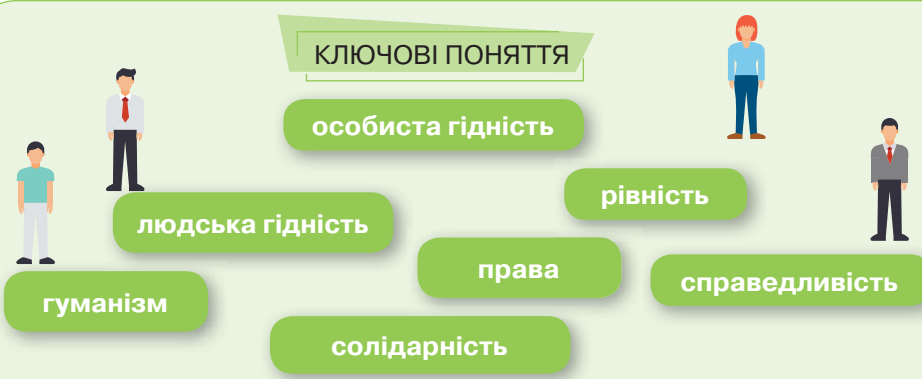 КЛЮЧОВІ ПОНЯТТЯ
особиста гідність
рівність
людська гідність
права
справедливість
гуманізм
солідарність